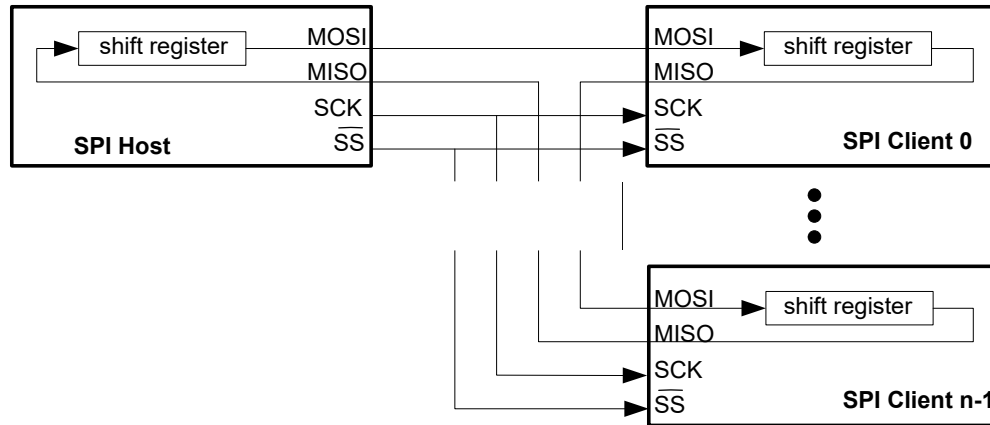 shift register
MOSI
MISO
SCK
SS
SPI Host
MOSI
shift register
MISO
SCK
SS
SPI Client 0
MOSI
shift register
MISO
SCK
SS
SPI Client n-1